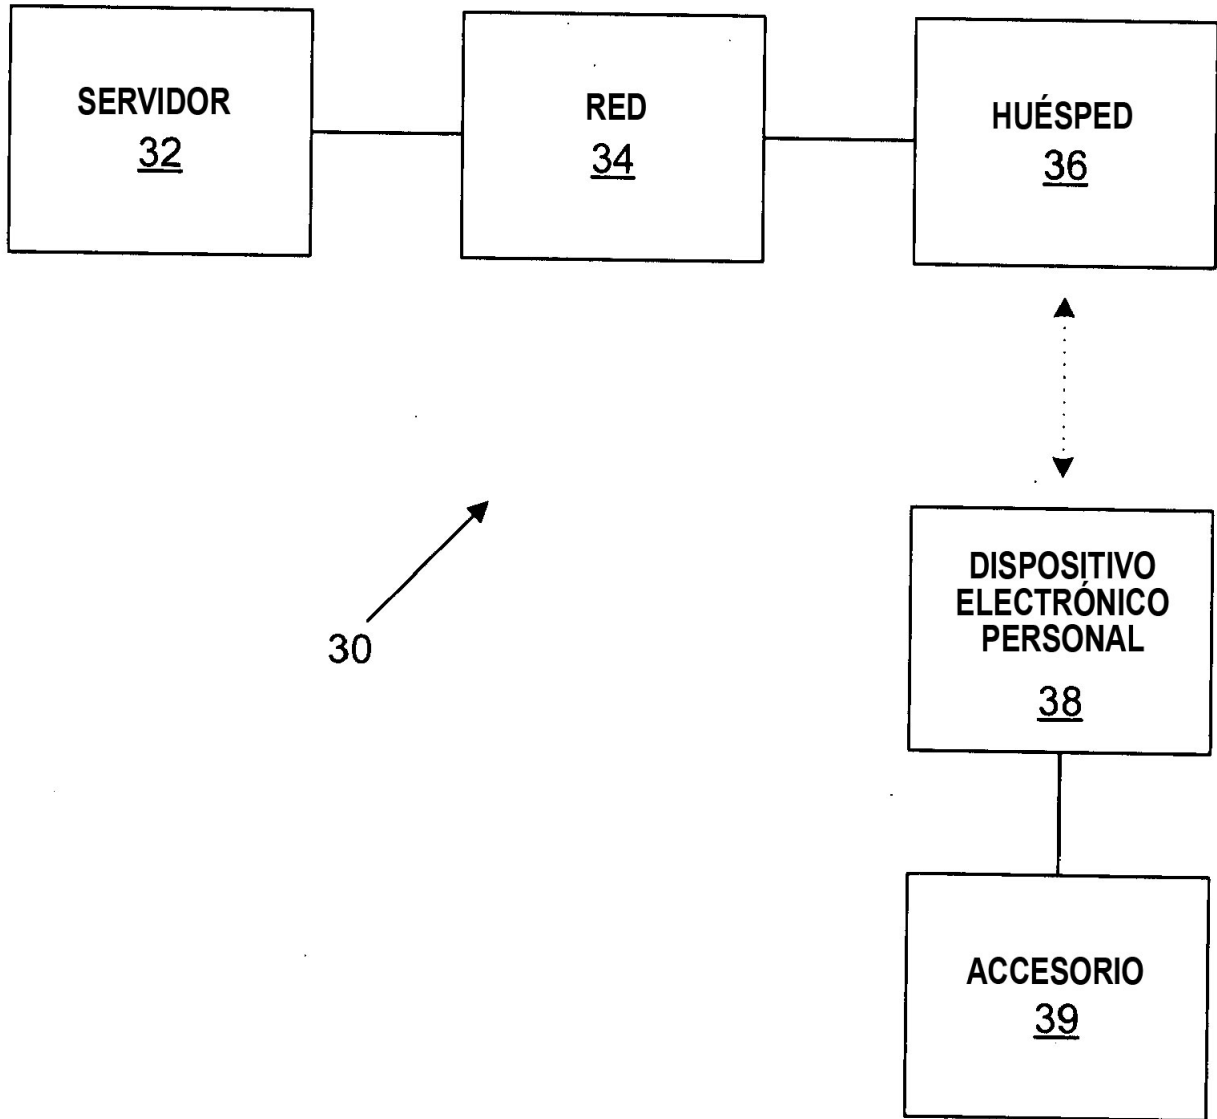 SERVIDOR
32
RED
34
HUÉSPED
36
30
DISPOSITIVO
ELECTRÓNICO
PERSONAL
38
ACCESORIO
39